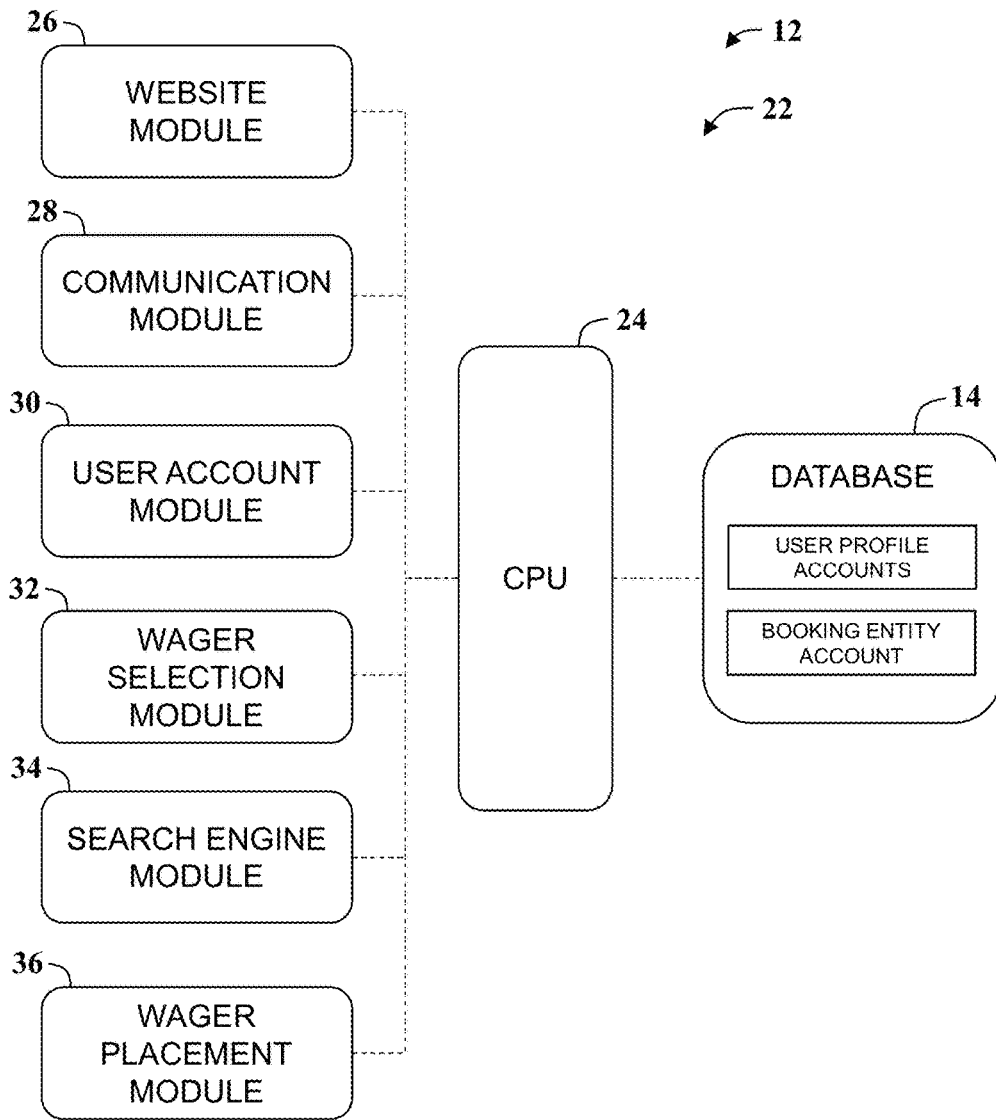 26
WEBSITE
MODULE
12
22
28
COMMUNICATION
MODULE
24
30
USER ACCOUNT
MODULE
14
DATABASE
USER PROFILE
ACCOUNTS
BOOKING ENTITY
ACCOUNT
CPU
32
WAGER
SELECTION
MODULE
34
SEARCH ENGINE
MODULE
36
WAGER
PLACEMENT
MODULE